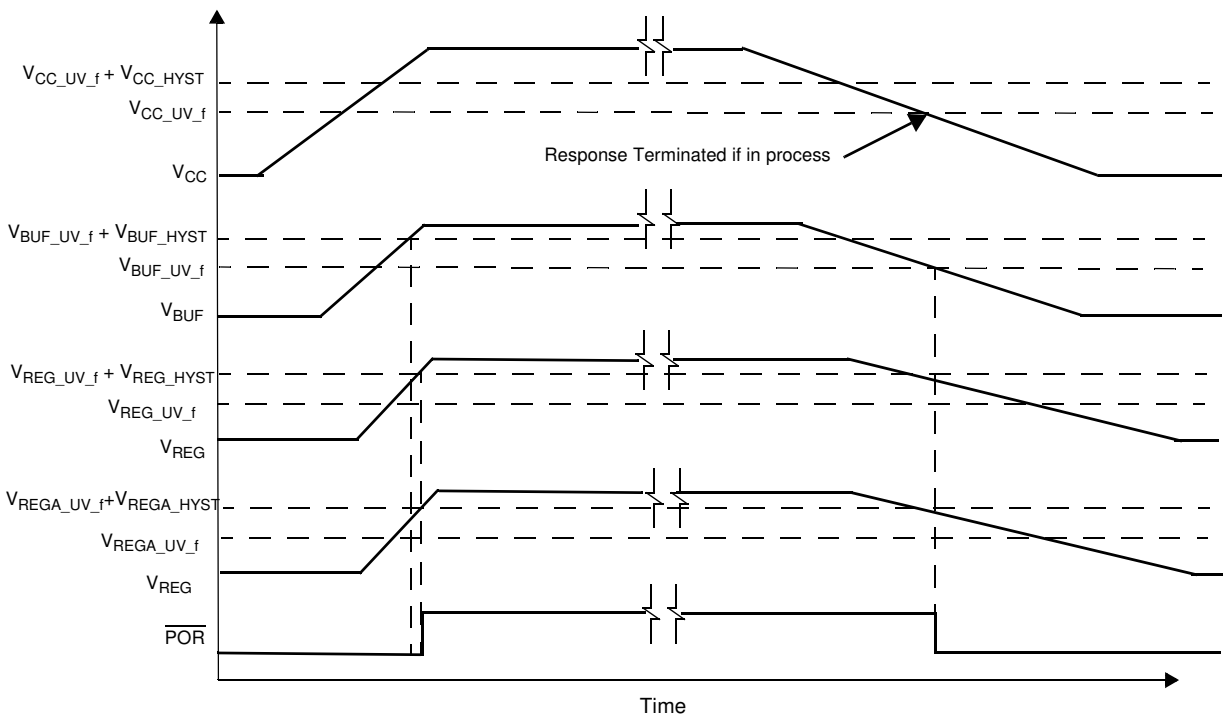 V_CC_UV_f + V_CC_HYST
V_CC_UV_f
Response Terminated if in process
V_CC
V_BUF_UV_f + V_BUF_HYST
V_BUF_UV_f
V_BUF
V_REG_UV_f + V_REG_HYST
V_REG_UV_f
V_REG
V_REGA_UV_f+V_REGA_HYST
V_REGA_UV_f
V_REG
POR
Time